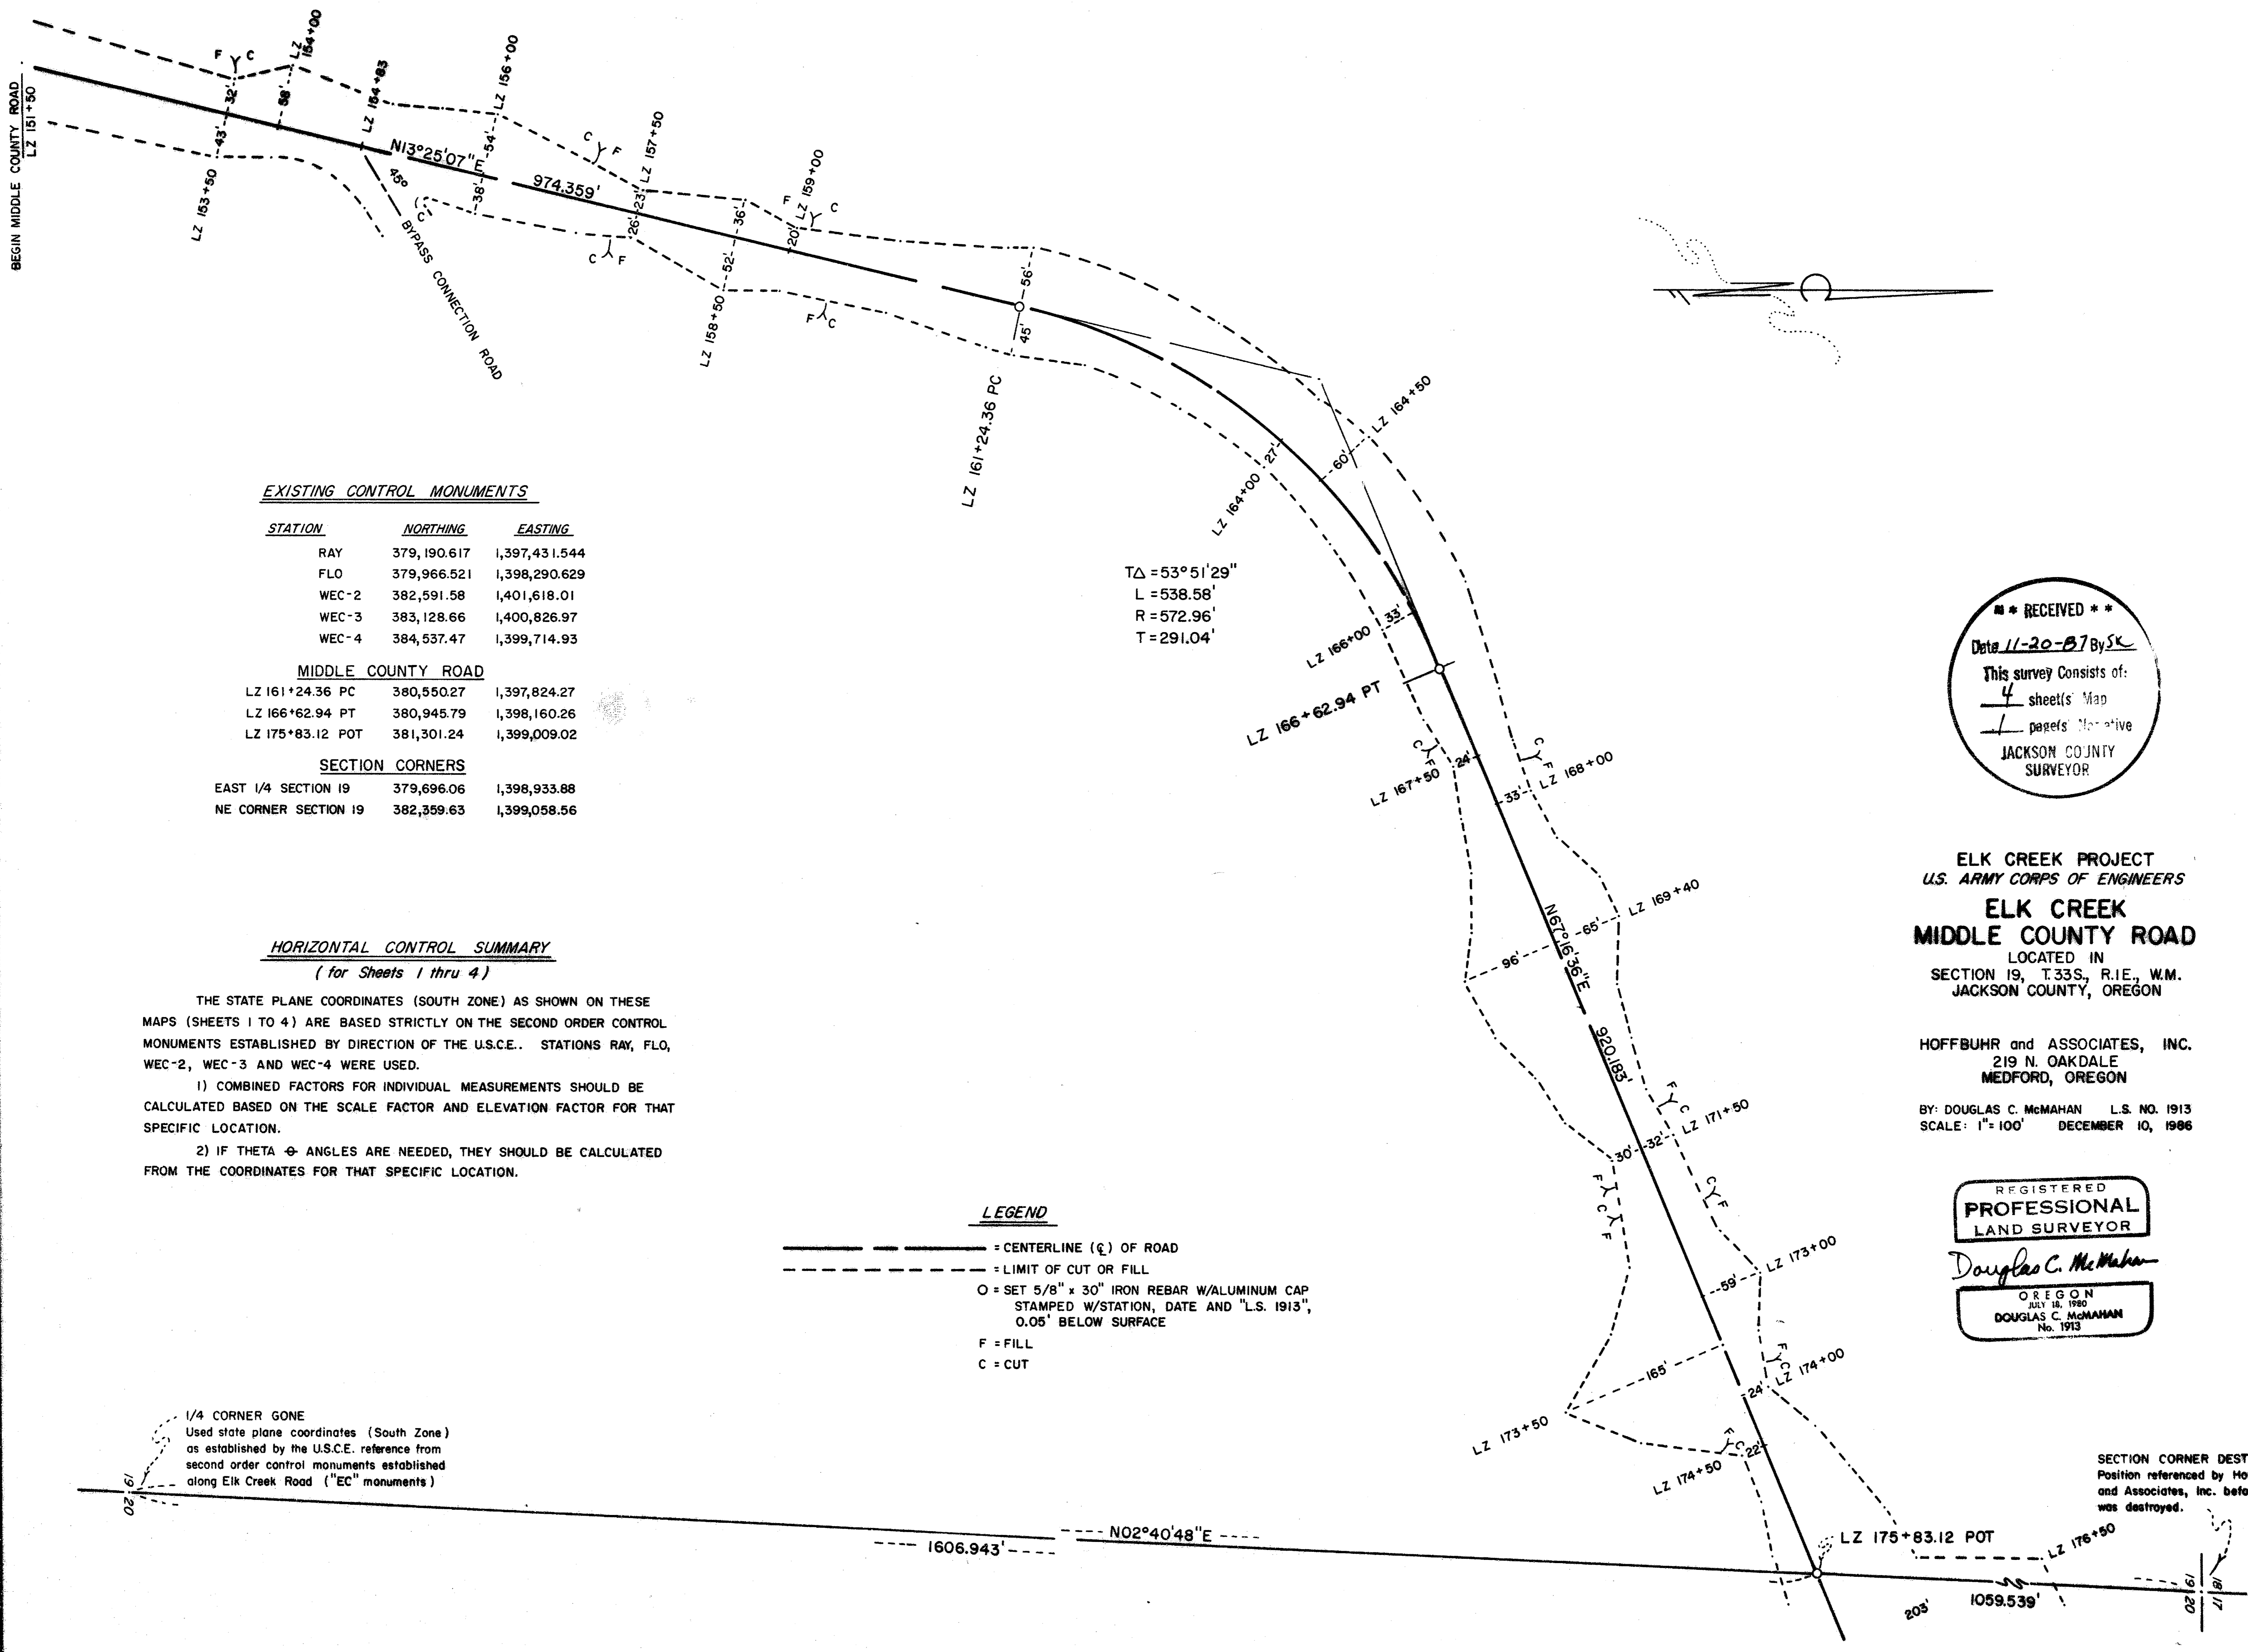 BEGIN MIDDLE COUNTY ROAD
LZ 151+50
F C
32'
43'
LZ 153+50
58'
LZ 154+00
LZ 154+83
N13°25'07"E
45°
C
BYPASS CONNECTION ROAD
54'
38'
LZ 156+00
974.359'
C F
C F
23'
26'
LZ 157+50
36'
52'
LZ 158+50
F C
20'
LZ 159+00
F C
56'
45'
LZ 161+24.36 PC
27'
LZ 164+00
60'
LZ 164+50
33'
LZ 166+00
LZ 166+62.94 PT
C F
24'
LZ 167+50
C F
33'
LZ 168+00
N67°16'36"E
65'
96'
LZ 169+40
920.183'
F C
30'
32'
LZ 171+50
F C F
C F
59'
LZ 173+00
165'
LZ 173+50
F C
24'
LZ 174+00
F C
22'
LZ 174+50
LZ 175+83.12 POT
LZ 176+50
203'
1059.539'
N02°40'48"E
1606.943'
19
20
19
20
18
17
EXISTING CONTROL MONUMENTS
STATION NORTHING EASTING
RAY 379,190.617 1,397,431.544
FLO 379,966.521 1,398,290.629
WEC-2 382,591.58 1,401,618.01
WEC-3 383,128.66 1,400,826.97
WEC-4 384,537.47 1,399,714.93
MIDDLE COUNTY ROAD
LZ 161+24.36 PC 380,550.27 1,397,824.27
LZ 166+62.94 PT 380,945.79 1,398,160.26
LZ 175+83.12 POT 381,301.24 1,399,009.02
SECTION CORNERS
EAST 1/4 SECTION 19 379,696.06 1,398,933.88
NE CORNER SECTION 19 382,359.63 1,399,058.56
T∆ =53°51'29"
L =538.58'
R =572.96'
T =291.04'
HORIZONTAL CONTROL SUMMARY
( for Sheets 1 thru 4 )
THE STATE PLANE COORDINATES (SOUTH ZONE) AS SHOWN ON THESE
MAPS (SHEETS 1 TO 4) ARE BASED STRICTLY ON THE SECOND ORDER CONTROL
MONUMENTS ESTABLISHED BY DIRECTION OF THE U.S.C.E.. STATIONS RAY, FLO,
WEC-2, WEC-3 AND WEC-4 WERE USED.
1) COMBINED FACTORS FOR INDIVIDUAL MEASUREMENTS SHOULD BE
CALCULATED BASED ON THE SCALE FACTOR AND ELEVATION FACTOR FOR THAT
SPECIFIC LOCATION.
2) IF THETA Θ ANGLES ARE NEEDED, THEY SHOULD BE CALCULATED
FROM THE COORDINATES FOR THAT SPECIFIC LOCATION.
LEGEND
= CENTERLINE (℄) OF ROAD
= LIMIT OF CUT OR FILL
O = SET 5/8" x 30" IRON REBAR W/ALUMINUM CAP
STAMPED W/STATION, DATE AND "L.S. 1913",
0.05' BELOW SURFACE
F = FILL
C = CUT
1/4 CORNER GONE
Used state plane coordinates (South Zone)
as established by the U.S.C.E. reference from
second order control monuments established
along Elk Creek Road ("EC" monuments)
* * RECEIVED * *
Date 11-20-87 By SK
This survey Consists of:
4 sheet(s) Map
1 page(s) Narrative
JACKSON COUNTY
SURVEYOR
ELK CREEK PROJECT
U.S. ARMY CORPS OF ENGINEERS
ELK CREEK
MIDDLE COUNTY ROAD
LOCATED IN
SECTION 19, T.33S., R.1E., W.M.
JACKSON COUNTY, OREGON
HOFFBUHR and ASSOCIATES, INC.
219 N. OAKDALE
MEDFORD, OREGON
BY: DOUGLAS C. McMAHAN L.S. NO. 1913
SCALE: 1"=100' DECEMBER 10, 1986
REGISTERED
PROFESSIONAL
LAND SURVEYOR
Douglas C. McMahan
OREGON
JULY 18, 1980
DOUGLAS C. McMAHAN
No. 1913
SECTION CORNER DEST
Position referenced by Ho
and Associates, Inc. befo
was destroyed.